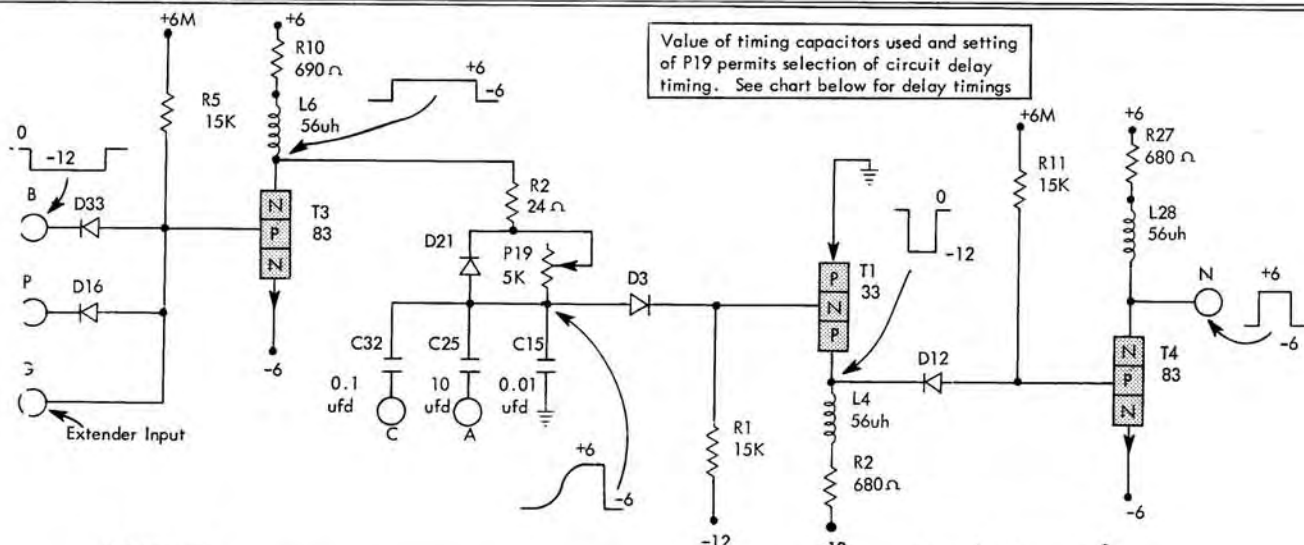 +6M
+6
R10
690Ω
L6
56uh
+6
-6
R5
15K
Value of timing capacitors used and setting
of P19 permits selection of circuit delay
timing. See chart below for delay timings
0
-12
B
D33
N
P
N
T3
83
R2
24Ω
D21
P19
5K
P
D16
D3
-6
C32
0.1
ufd
C
C25
10
ufd
A
C15
0.01
ufd
Extender Input
+6
-6
R1
15K
-12
P
N
P
T1
33
0
-12
L4
56uh
R2
680Ω
D12
+6M
R11
15K
+6
R27
680Ω
L28
56uh
N
+6
-6
N
P
N
T4
83
-6